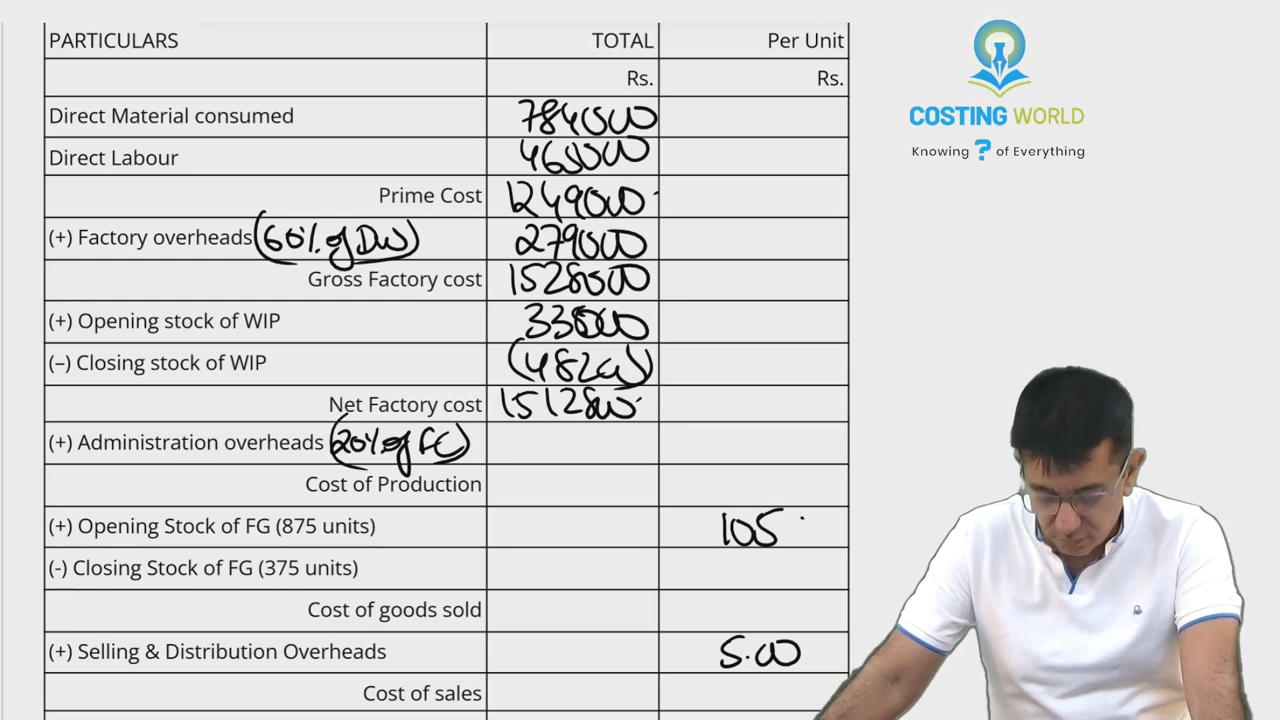 PARTICULARS TOTAL Per Unit
Rs. Rs.
Direct Material consumed 784000
Direct Labour 465000
Prime Cost 1249000
(+) Factory overheads (60% of DW) 279000
Gross Factory cost 1528000
(+) Opening stock of WIP 33000
(–) Closing stock of WIP (48200)
Net Factory cost 1512800
(+) Administration overheads (20% of FC)
Cost of Production
(+) Opening Stock of FG (875 units) 105
(-) Closing Stock of FG (375 units)
Cost of goods sold
(+) Selling & Distribution Overheads 5.00
Cost of sales
COSTING WORLD
Knowing ? of Everything